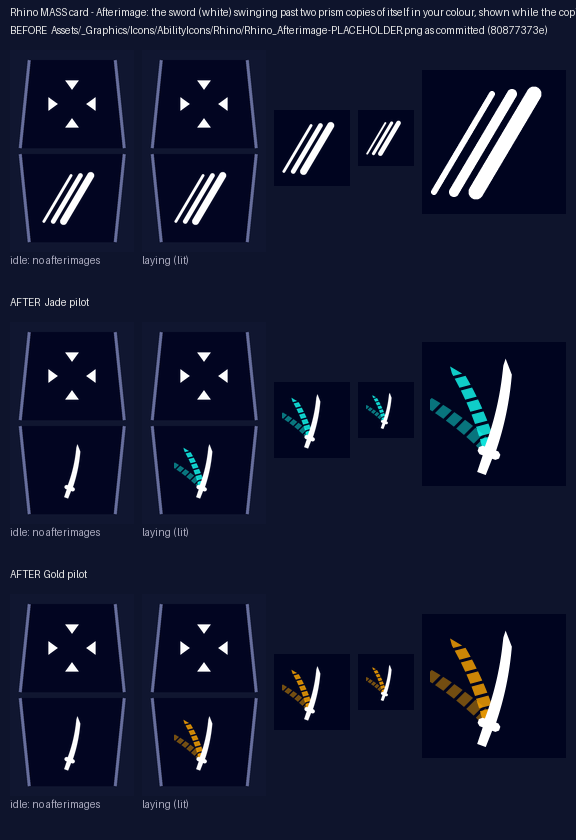 Rhino MASS card - Afterimage: the sword (white) swinging past two prism copies of itself in your colour, shown while the cop
BEFORE Assets/_Graphics/Icons/AbilityIcons/Rhino/Rhino_Afterimage-PLACEHOLDER.png as committed (80877373e)
idle: no afterimages
laying (lit)
AFTER Jade pilot
idle: no afterimages
laying (lit)
AFTER Gold pilot
idle: no afterimages
laying (lit)